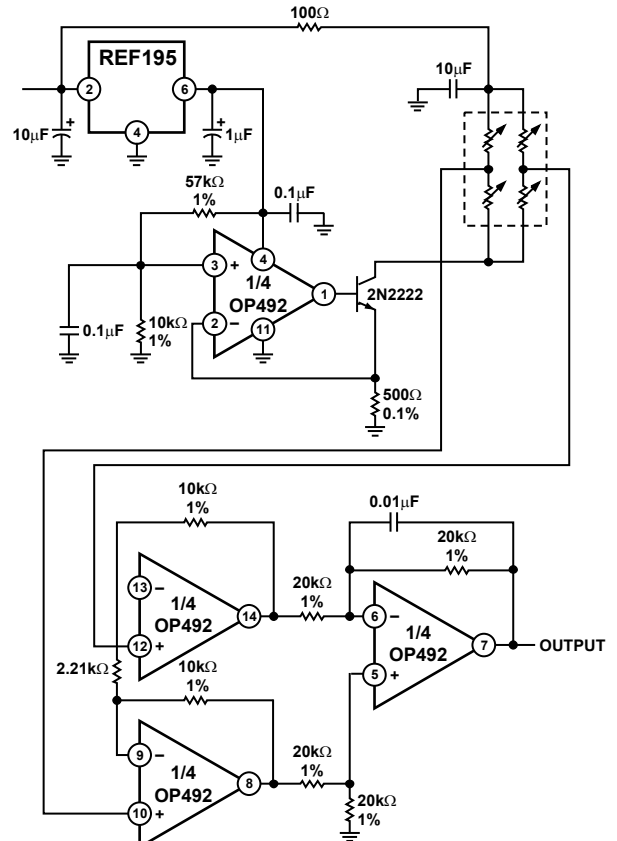 100Ω
REF195
2
6
4
10μF
+
+
1μF
10μF
57kΩ
1%
0.1μF
3
+
4
1/4
OP492
1
2N2222
2
−
11
0.1μF
10kΩ
1%
500Ω
0.1%
10kΩ
1%
0.01μF
20kΩ
1%
13
−
1/4
OP492
14
12
+
20kΩ
1%
6
−
1/4
OP492
7
OUTPUT
5
+
2.21kΩ
10kΩ
1%
9
−
1/4
OP492
8
10
+
20kΩ
1%
20kΩ
1%